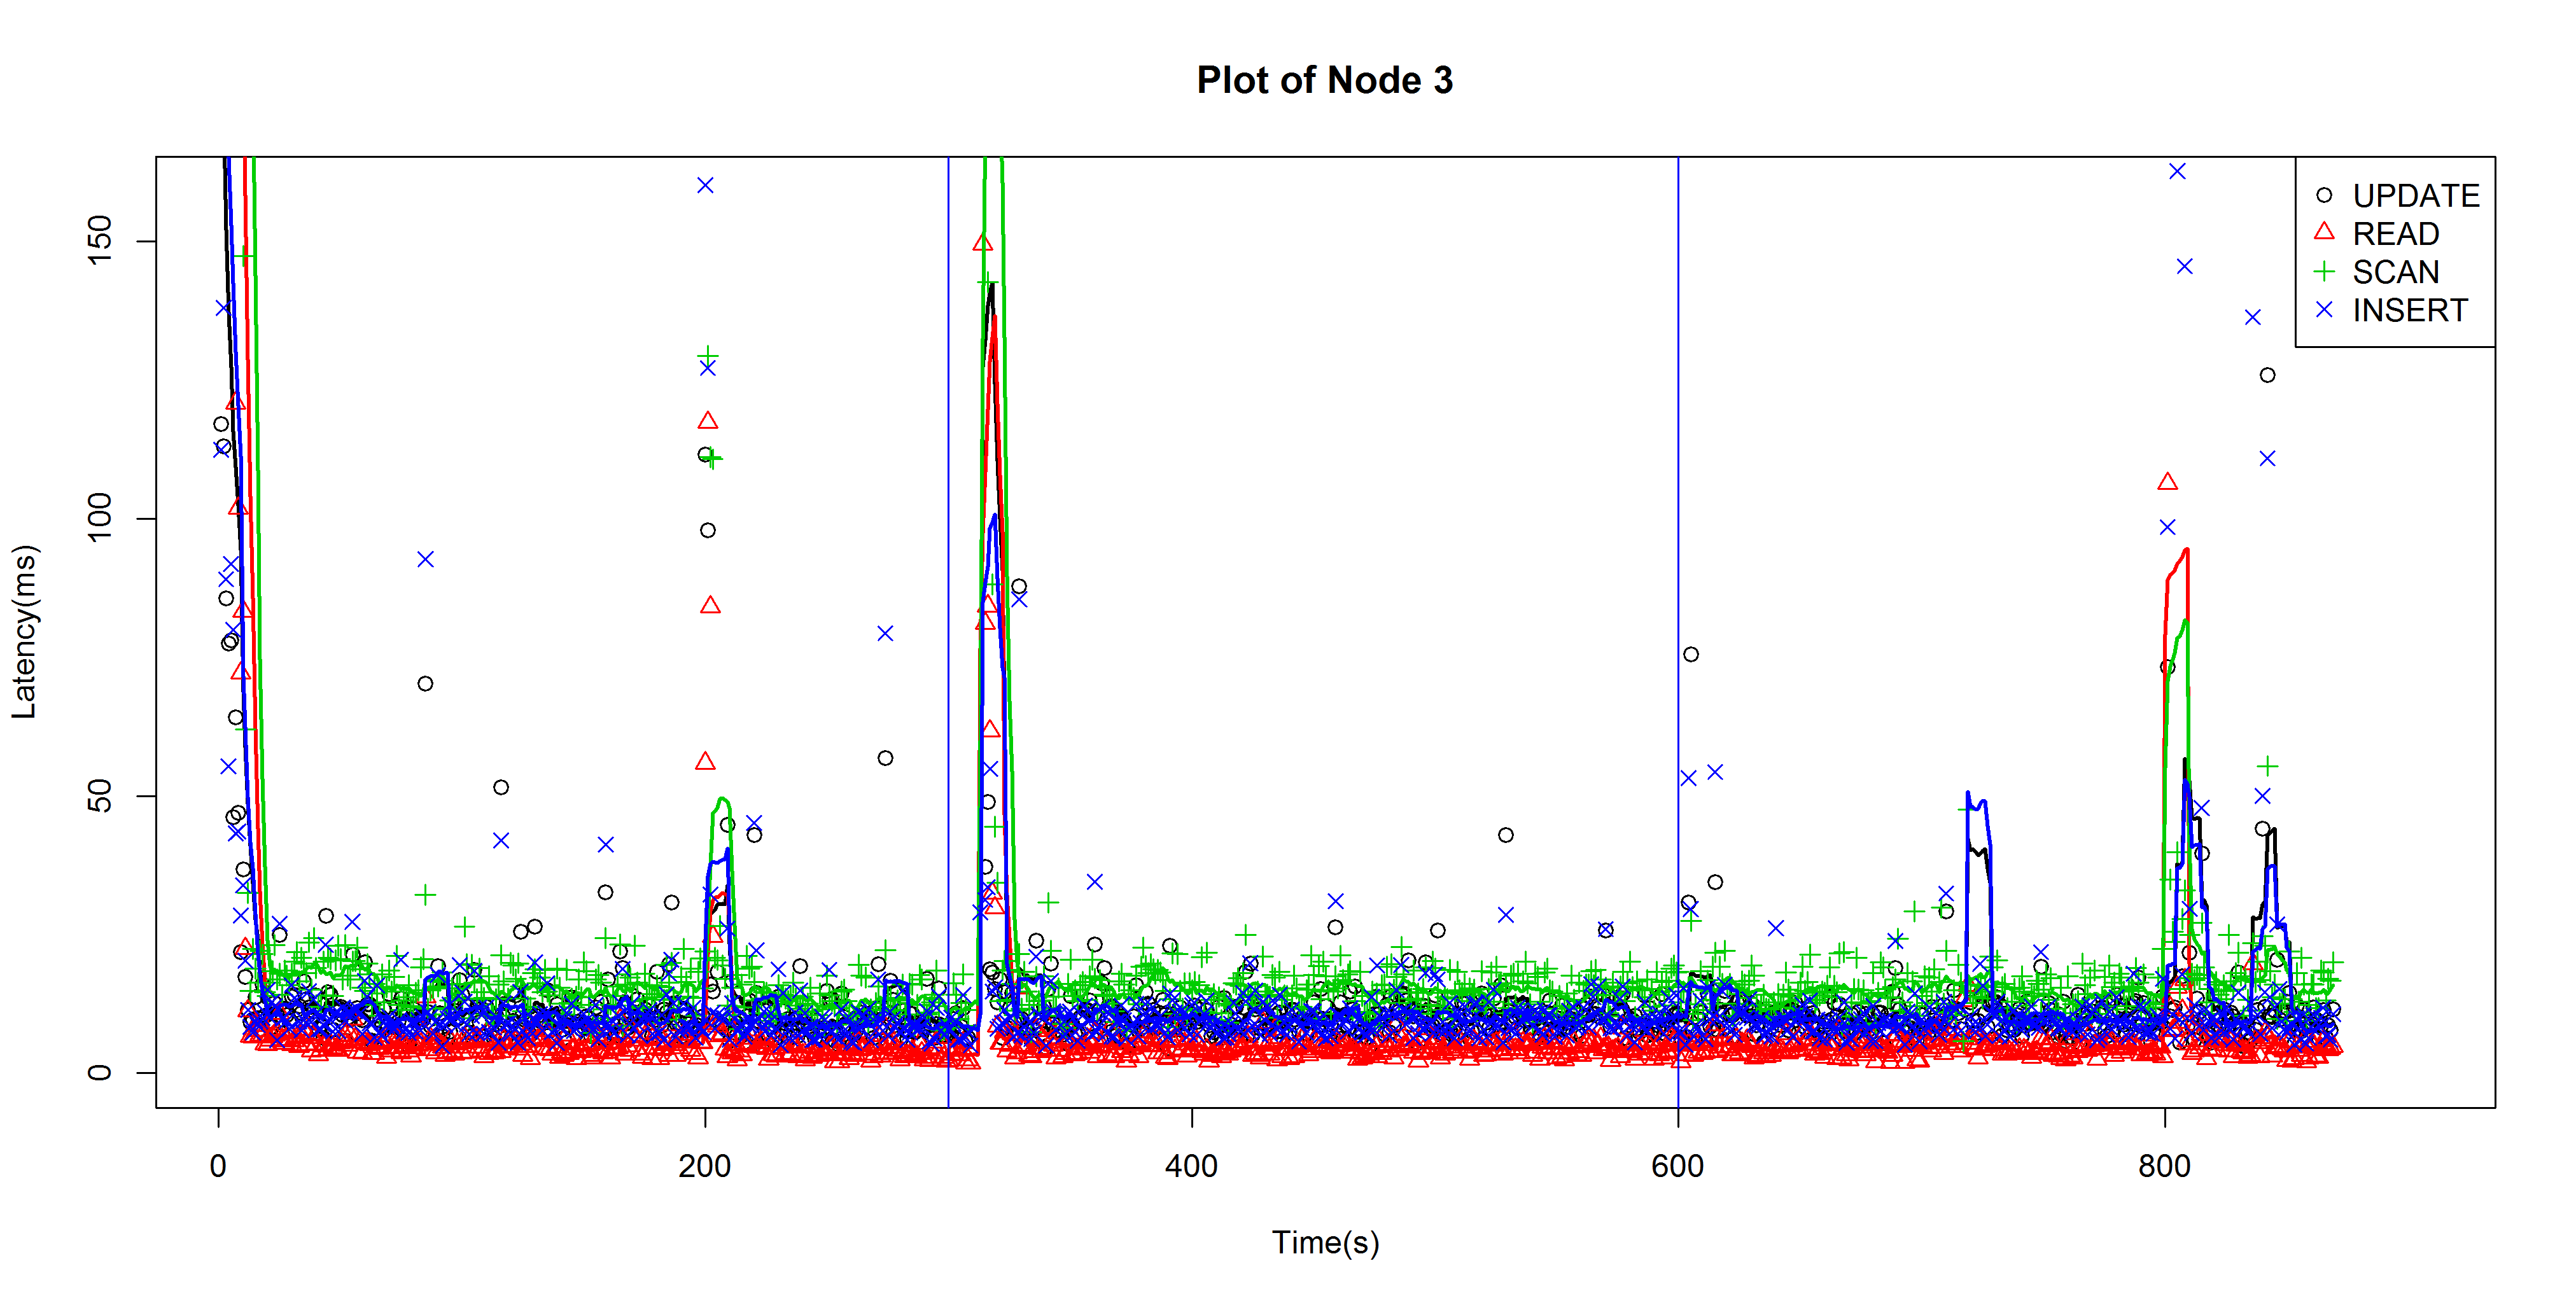 Plot of Node 3
UPDATE
READ
SCAN
INSERT
Latency(ms)
150
100
50
0
0 200 400 600 800
Time(s)